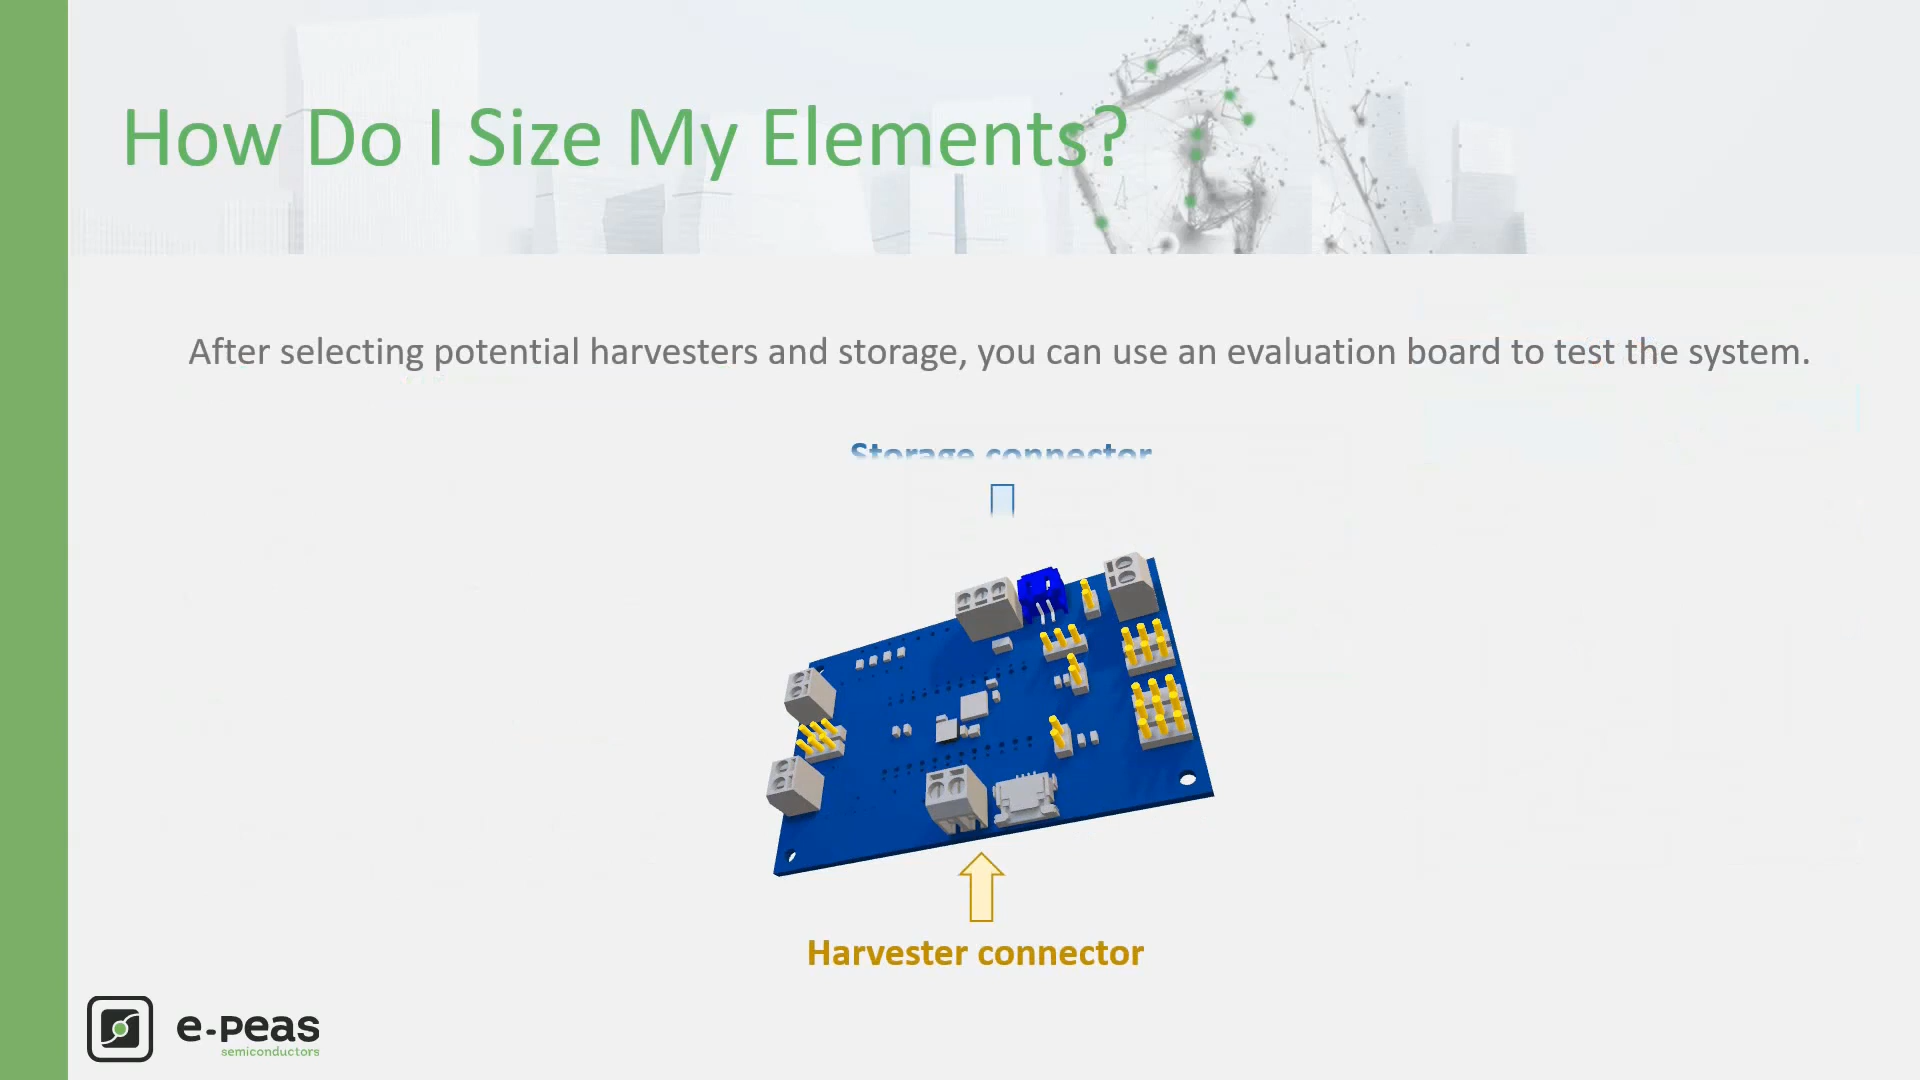 How Do I Size My Elements?
After selecting potential harvesters and storage, you can use an evaluation board to test the system.
Storage connector
Harvester connector
e-peas
semiconductors